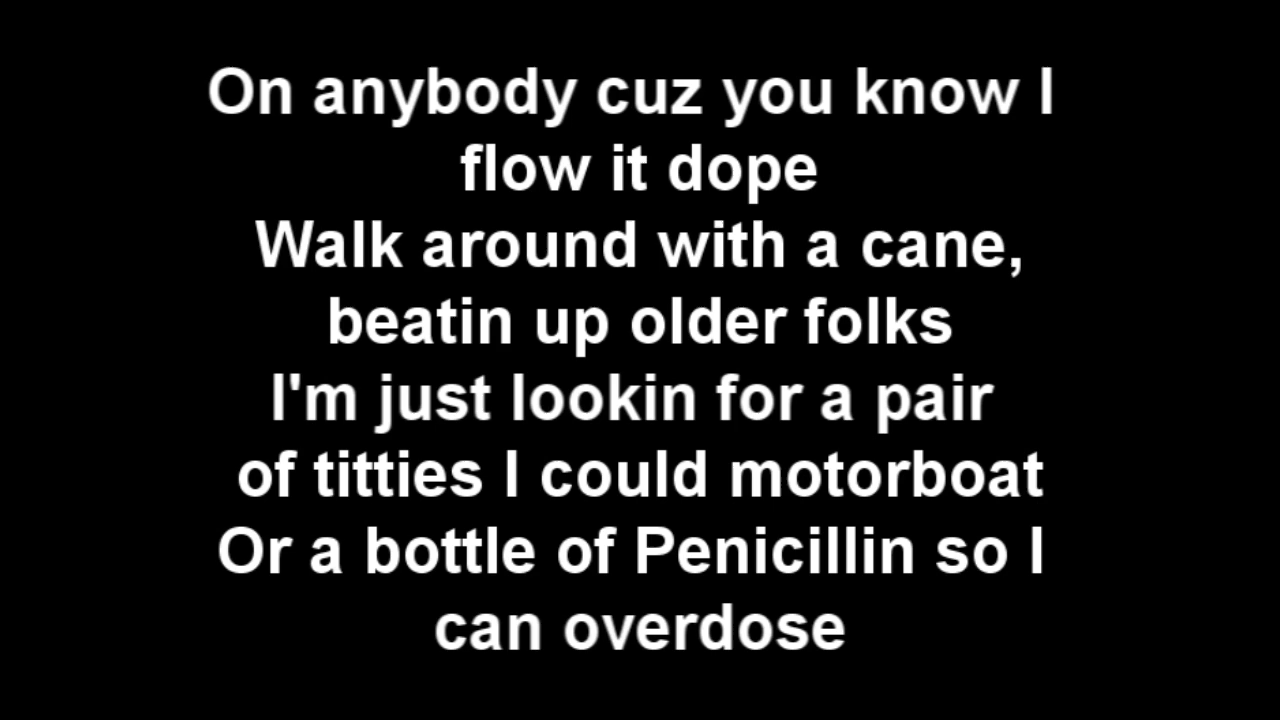 On anybody cuz you know I
flow it dope
Walk around with a cane,
beatin up older folks
I'm just lookin for a pair
of titties I could motorboat
Or a bottle of Penicillin so I
can overdose